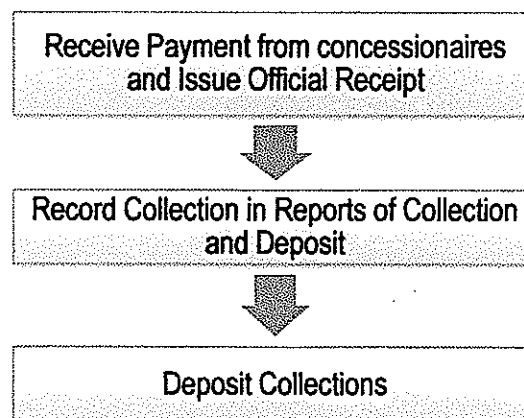 Receive Payment from concessionaires
and Issue Official Receipt
Record Collection in Reports of Collection
and Deposit
Deposit Collections